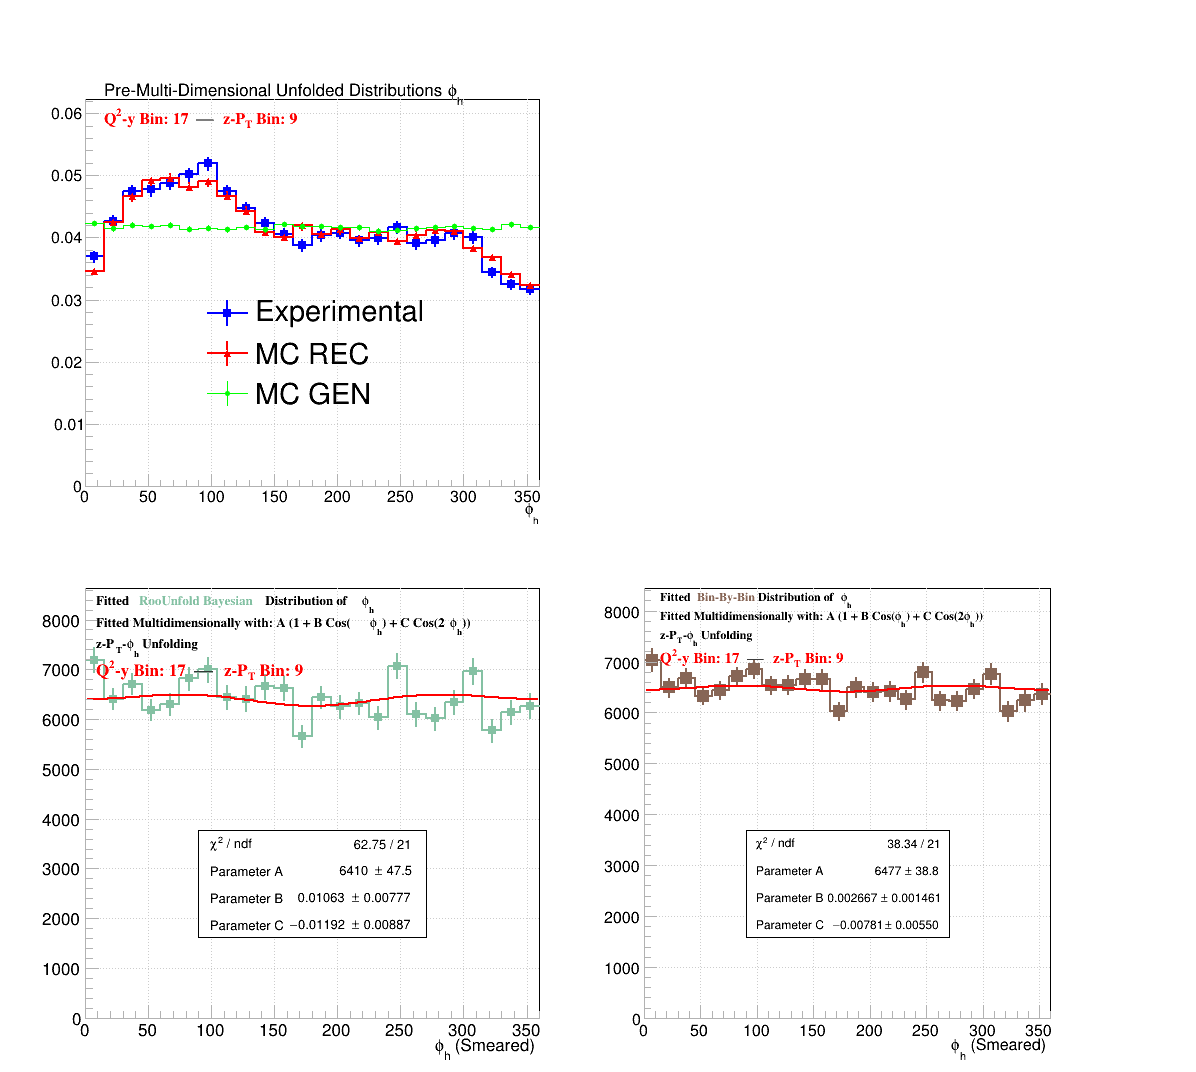 Pre-Multi-Dimensional Unfolded Distributions ϕh
Q²-y Bin: 17 — z-PT Bin: 9
0.06
0.05
0.04
0.03
0.02
0.01
0
Experimental
MC REC
MC GEN
0 50 100 150 200 250 300 350
ϕh
Fitted RooUnfold Bayesian Distribution of ϕh
Fitted Multidimensionally with: A (1 + B Cos( ϕh) + C Cos(2 ϕh))
z-PT-ϕh Unfolding
Q²-y Bin: 17 — z-PT Bin: 9
8000
7000
6000
5000
4000
3000
2000
1000
0
χ² / ndf 62.75 / 21
Parameter A 6410 ± 47.5
Parameter B 0.01063 ± 0.00777
Parameter C −0.01192 ± 0.00887
0 50 100 150 200 250 300 350
ϕh (Smeared)
Fitted Bin-By-Bin Distribution of ϕh
Fitted Multidimensionally with: A (1 + B Cos(ϕh) + C Cos(2ϕh))
z-PT-ϕh Unfolding
Q²-y Bin: 17 — z-PT Bin: 9
8000
7000
6000
5000
4000
3000
2000
1000
0
χ² / ndf 38.34 / 21
Parameter A 6477 ± 38.8
Parameter B 0.002667 ± 0.001461
Parameter C −0.00781 ± 0.00550
0 50 100 150 200 250 300 350
ϕh (Smeared)